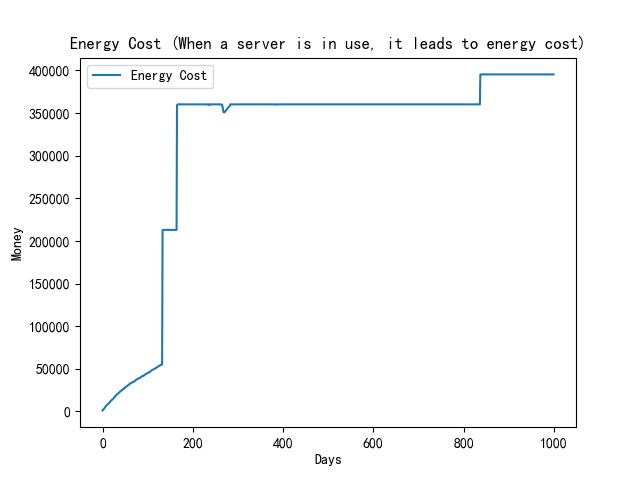 Energy Cost (When a server is in use, it leads to energy cost)
Energy Cost
400000
350000
300000
250000
200000
150000
100000
50000
0
Money
0 200 400 600 800 1000
Days